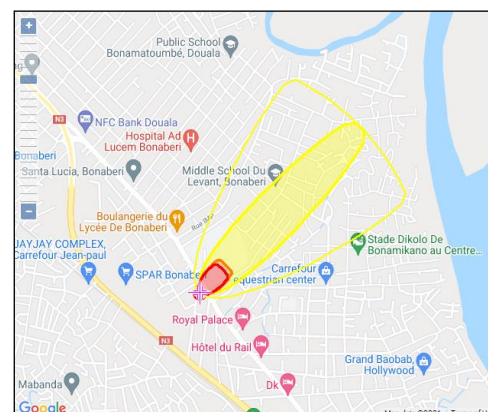 Public School
Bonamatoumbé, Douala
N3
NFC Bank Douala
Hospital Ad
Lucem Bonaberi
Bonaberi
Santa Lucia, Bonaberi
Middle School Du
Levant, Bonaberi
Boulangerie du
Lycée De Bonaberi
Rue
JAYJAY COMPLEX,
Carrefour Jean-paul
Stade Dikolo De
Bonamikano au Centre...
SPAR Bonaberi
Carrefour
equestrian center
Royal Palace
N3
Hôtel du Rail
Grand Baobab,
Hollywood
Mabanda
Dk
Google